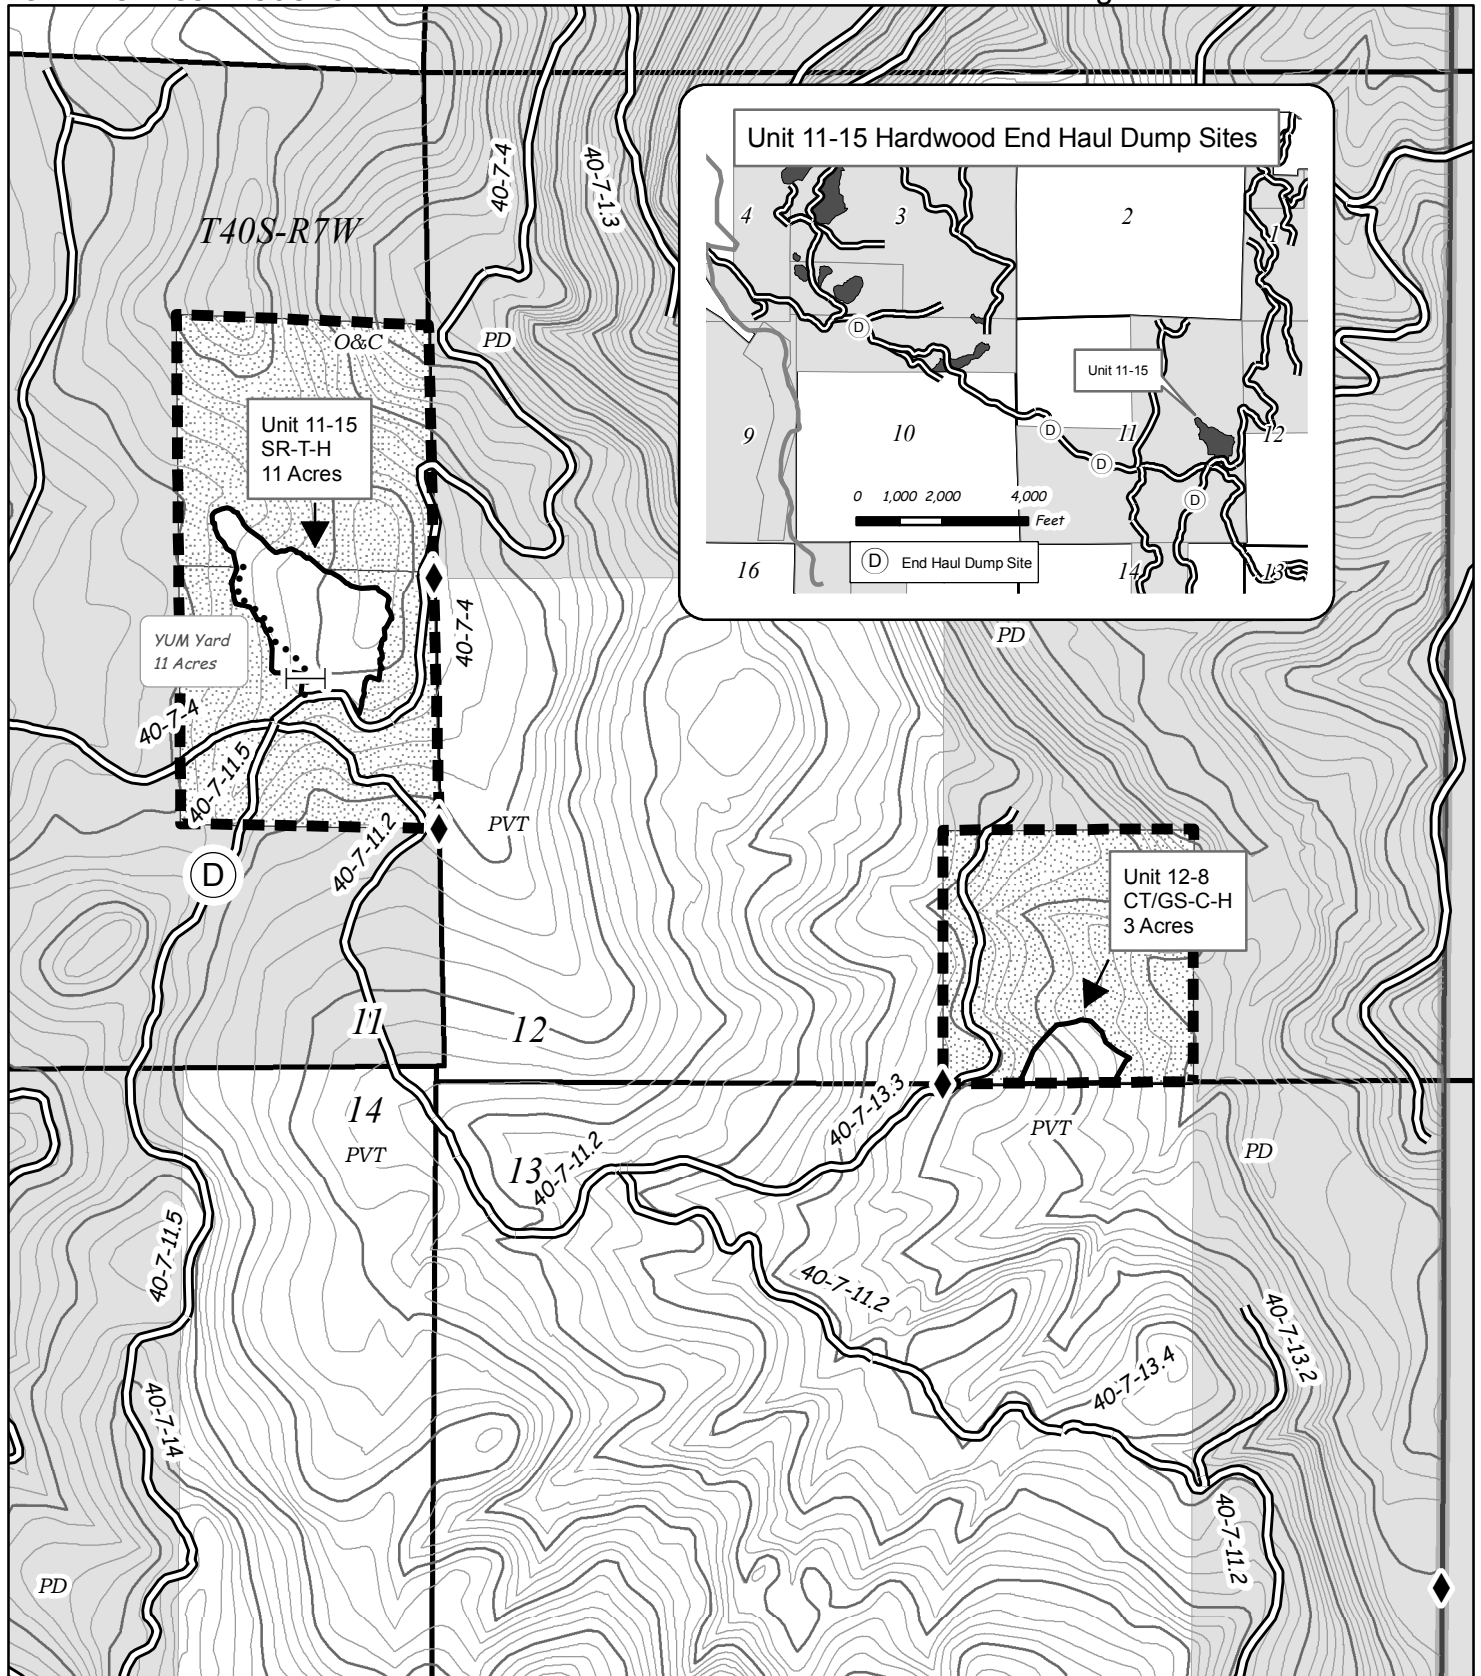 T40S-R7W
40-7-4
40-7-1.3
Unit 11-15 Hardwood End Haul Dump Sites
4
3
2
1
D
Unit 11-15
9
10
D
11
12
D
D
0 1,000 2,000 4,000
Feet
D End Haul Dump Site
16
14
13
O&C
PD
Unit 11-15
SR-T-H
11 Acres
YUM Yard
11 Acres
40-7-4
PD
40-7-4
40-7-11.5
PVT
40-7-11.2
D
Unit 12-8
CT/GS-C-H
3 Acres
11
12
14
PVT
13
40-7-11.2
40-7-13.3
PVT
PD
40-7-11.5
40-7-11.2
40-7-13.2
40-7-13.4
40-7-14
40-7-11.2
PD